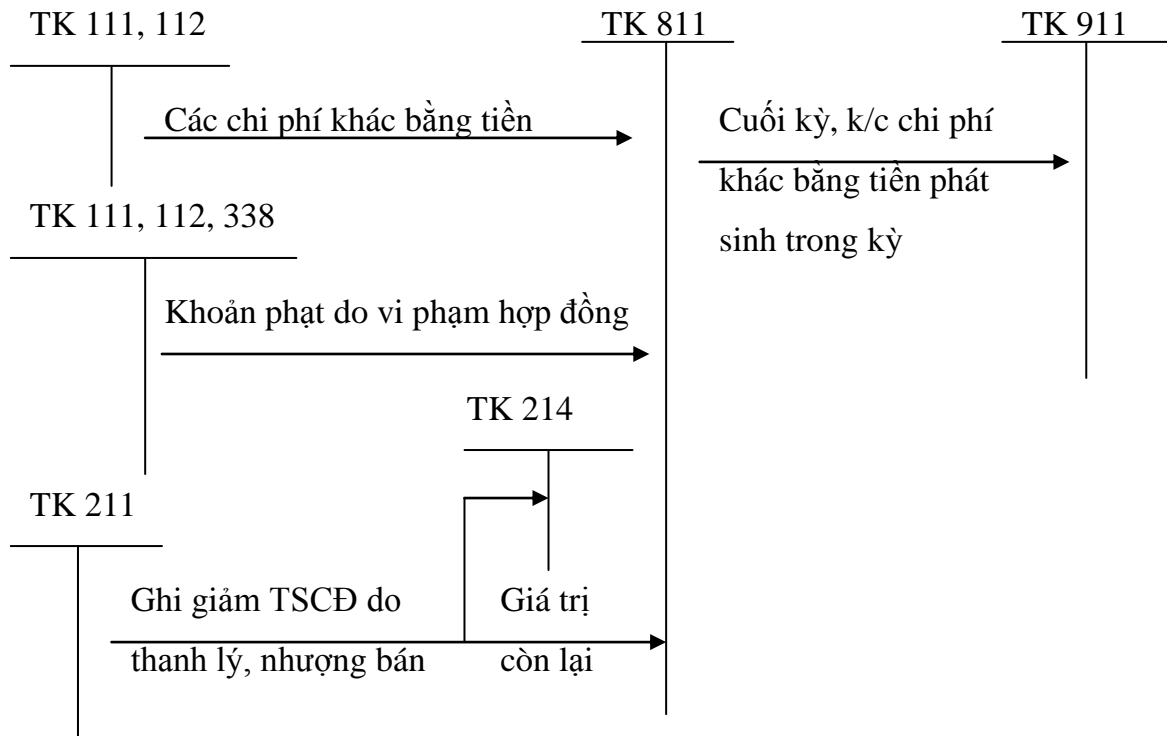 TK 111, 112
TK 811
TK 911
Các chi phí khác bằng tiền
Cuối kỳ, k/c chi phí
khác bằng tiền phát
sinh trong kỳ
TK 111, 112, 338
Khoản phạt do vi phạm hợp đồng
TK 214
TK 211
Ghi giảm TSCĐ do
thanh lý, nhượng bán
Giá trị
còn lại